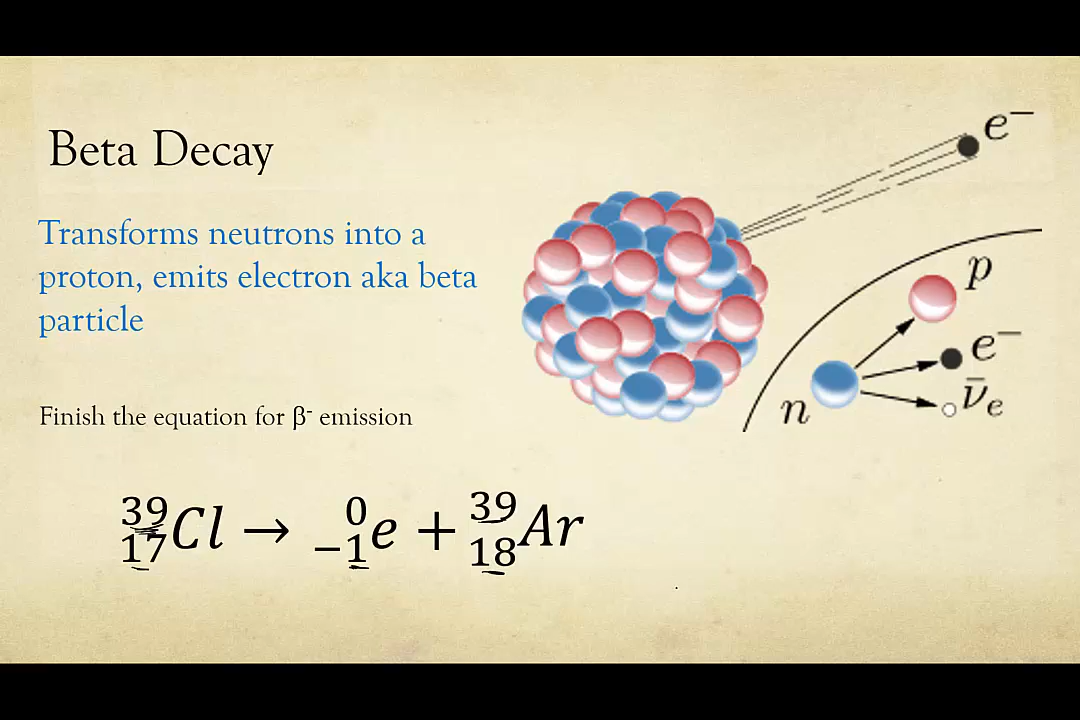 Beta Decay
Transforms neutrons into a
proton, emits electron aka beta
particle
Finish the equation for β⁻ emission
³⁹₁₇Cl → ⁰₋₁e + ³⁹₁₈Ar
e⁻
p
e⁻
n
ν̄ₑ